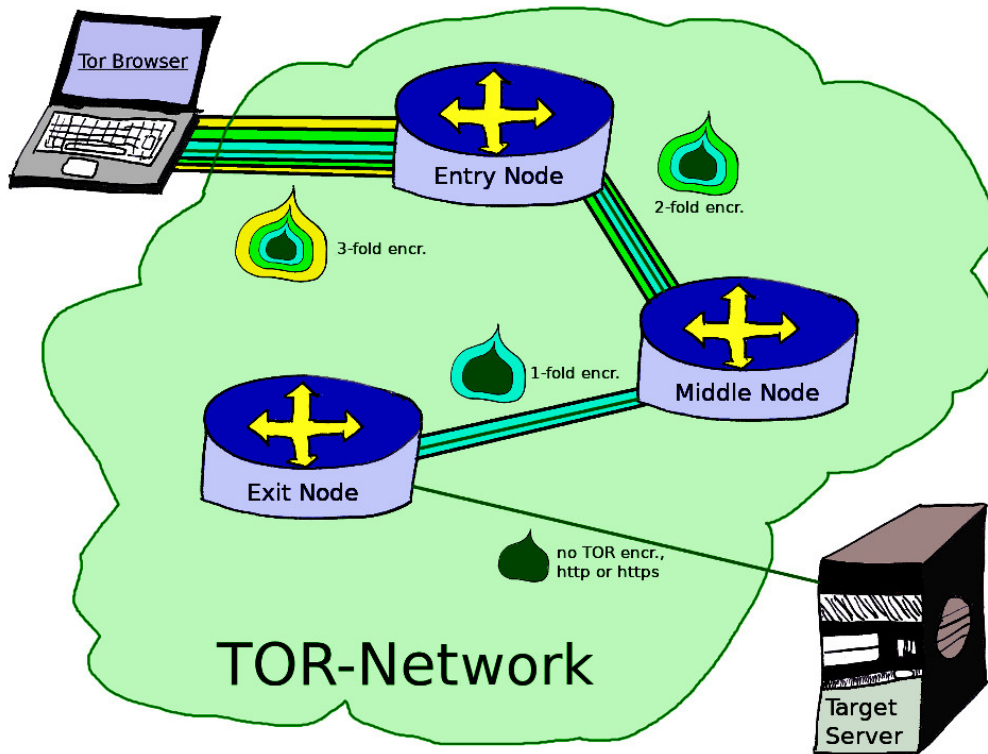 Tor Browser
Entry Node
2-fold encr.
3-fold encr.
1-fold encr.
Middle Node
Exit Node
no TOR encr.,
http or https
TOR-Network
Target
Server